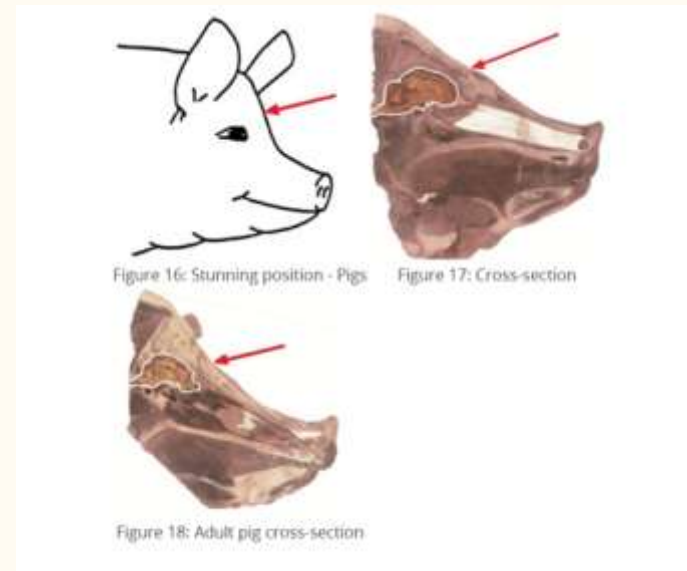 Figure 16: Stunning position - Pigs
Figure 17: Cross-section
Figure 18: Adult pig cross-section